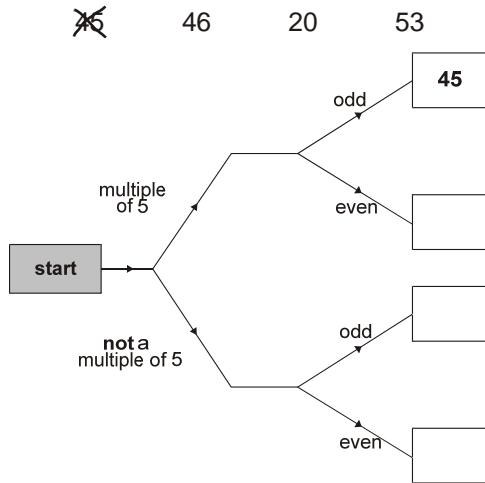 45 46 20 53
odd
45
multiple
of 5
even
start
not a
multiple of 5
odd
even